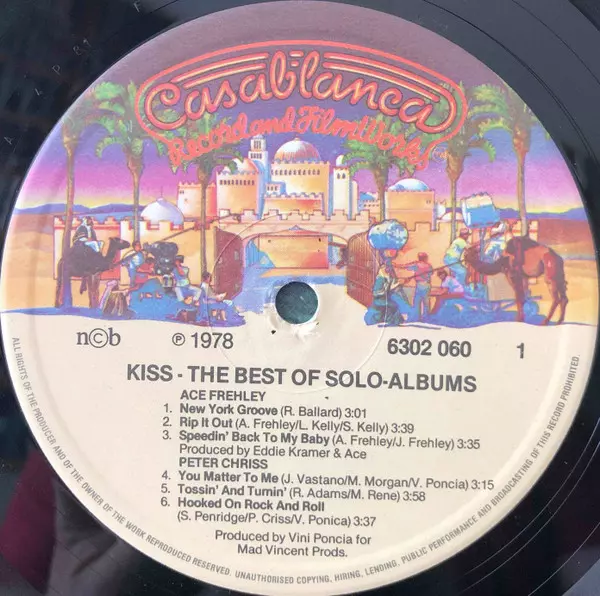 Casablanca
Record and FilmWorks
n©b
℗ 1978
6302 060
1
KISS - THE BEST OF SOLO-ALBUMS
ACE FREHLEY
1. New York Groove (R. Ballard) 3:01
2. Rip It Out (A. Frehley/L. Kelly/S. Kelly) 3:39
3. Speedin' Back To My Baby (A. Frehley/J. Frehley) 3:35
Produced by Eddie Kramer & Ace
PETER CHRISS
4. You Matter To Me (J. Vastano/M. Morgan/V. Poncia) 3:15
5. Tossin' And Turnin' (R. Adams/M. Rene) 3:58
6. Hooked On Rock And Roll
(S. Penridge/P. Criss/V. Ponica) 3:37
Produced by Vini Poncia for
Mad Vincent Prods.
ALL RIGHTS OF THE PRODUCER AND OF THE OWNER OF THE WORK REPRODUCED RESERVED. UNAUTHORISED COPYING, HIRING, LENDING, PUBLIC PERFORMANCE AND BROADCASTING OF THIS RECORD PROHIBITED.